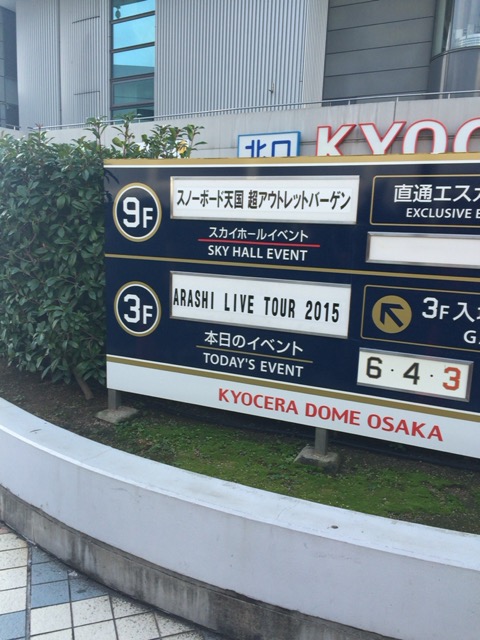 北口
KYOC
9F
スノーボード天国 超アウトレットバーゲン
スカイホールイベント
SKY HALL EVENT
直通エスカ
EXCLUSIVE E
3F
ARASHI LIVE TOUR 2015
本日のイベント
TODAY'S EVENT
3F入場
G
6・4・3
KYOCERA DOME OSAKA